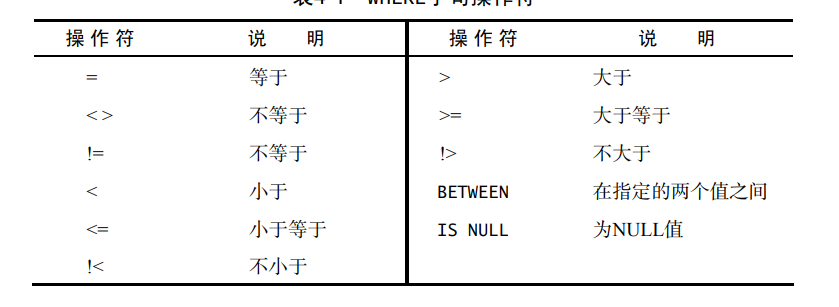 表4-1 WHERE子句操作符
操作符 说 明 操作符 说 明
= 等于 > 大于
<> 不等于 >= 大于等于
!= 不等于 !> 不大于
< 小于 BETWEEN 在指定的两个值之间
<= 小于等于 IS NULL 为NULL值
!< 不小于